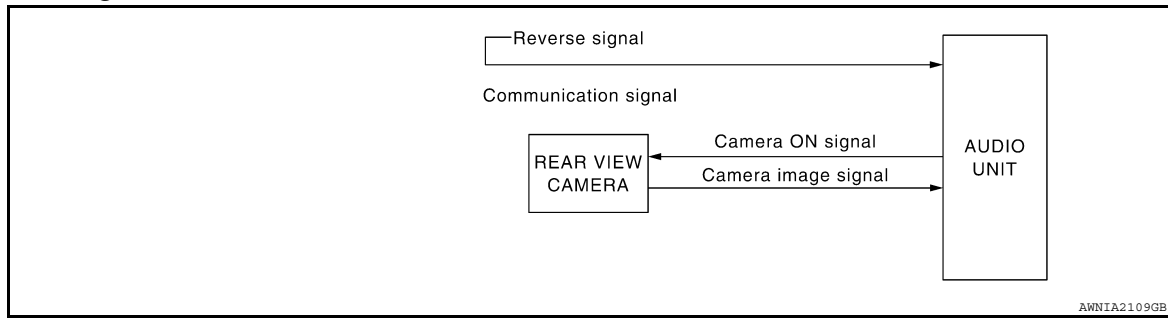 Reverse signal
Communication signal
Camera ON signal
REAR VIEW
CAMERA
Camera image signal
AUDIO
UNIT
AWNIA2109GB